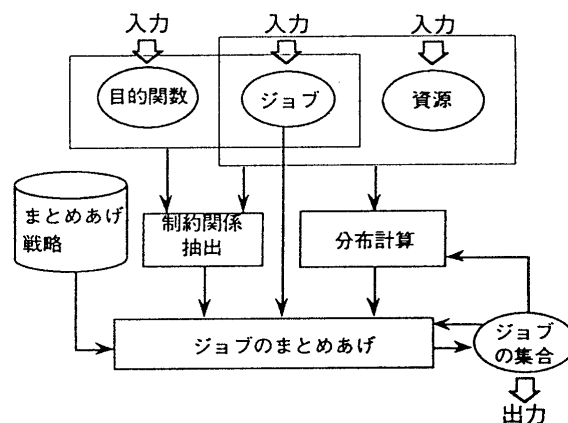 入力
入力
入力
目的関数
ジョブ
資源
まとめあげ
戦略
制約関係
抽出
分布計算
ジョブのまとめあげ
ジョブ
の集合
出力